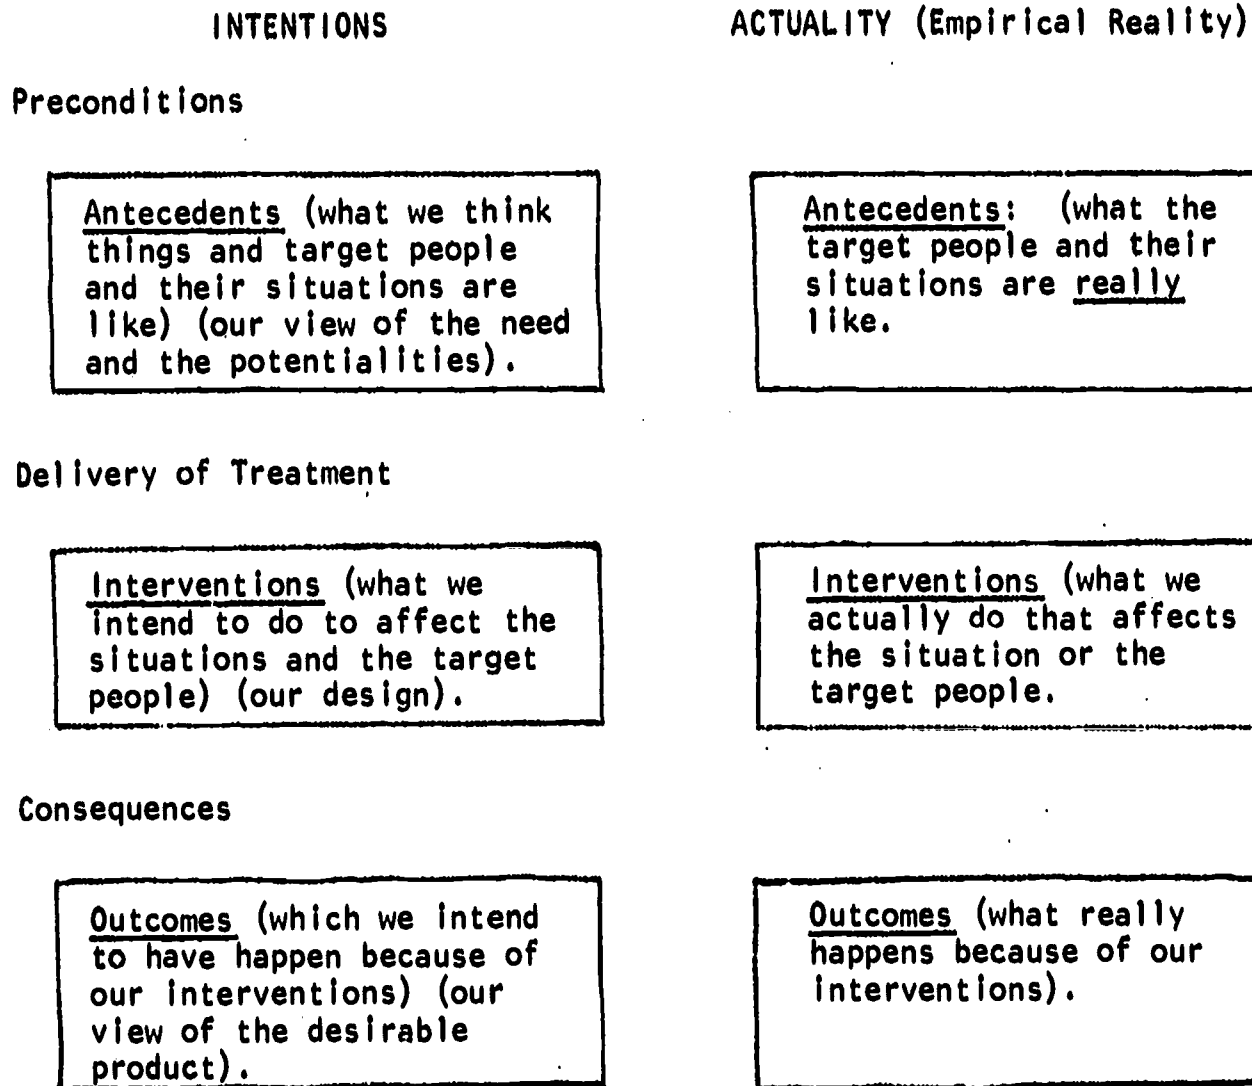 INTENTIONS
ACTUALITY (Empirical Reality)
Preconditions
Antecedents (what we think
things and target people
and their situations are
like) (our view of the need
and the potentialities).
Antecedents: (what the
target people and their
situations are really
like.
Delivery of Treatment
Interventions (what we
intend to do to affect the
situations and the target
people) (our design).
Interventions (what we
actually do that affects
the situation or the
target people.
Consequences
Outcomes (which we intend
to have happen because of
our interventions) (our
view of the desirable
product).
Outcomes (what really
happens because of our
interventions).